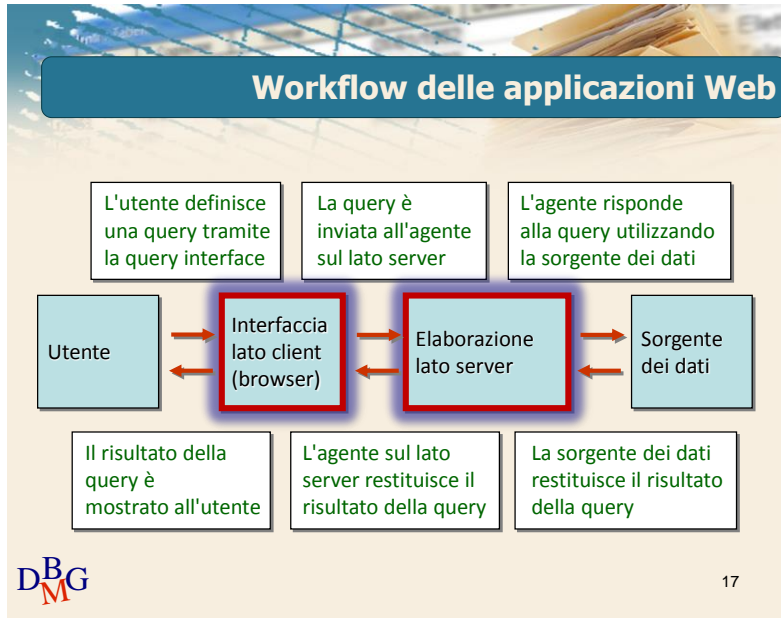 Workflow delle applicazioni Web
L'utente definisce
una query tramite
la query interface
La query è
inviata all'agente
sul lato server
L'agente risponde
alla query utilizzando
la sorgente dei dati
Utente
Interfaccia
lato client
(browser)
Elaborazione
lato server
Sorgente
dei dati
Il risultato della
query è
mostrato all'utente
L'agente sul lato
server restituisce il
risultato della query
La sorgente dei dati
restituisce il risultato
della query
DBMG
17